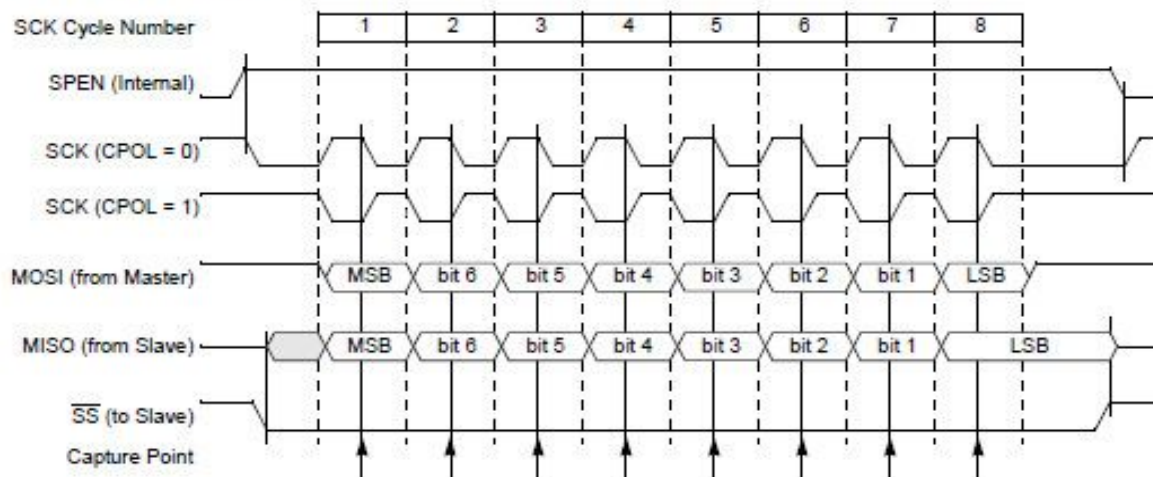 SCK Cycle Number 1 2 3 4 5 6 7 8
SPEN (Internal)
SCK (CPOL = 0)
SCK (CPOL = 1)
MOSI (from Master) MSB bit 6 bit 5 bit 4 bit 3 bit 2 bit 1 LSB
MISO (from Slave) MSB bit 6 bit 5 bit 4 bit 3 bit 2 bit 1 LSB
SS (to Slave)
Capture Point